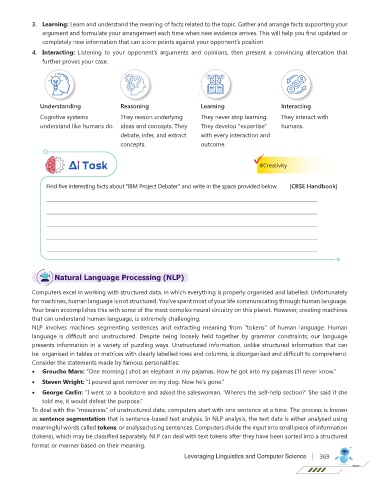 3. Learning: Learn and understand the meaning of facts related to the topic. Gather and arrange facts supporting your
argument and formulate your arrangement each time when new evidence arrives. This will help you find updated or
completely new information that can score points against your opponent's position.
4. Interacting: Listening to your opponent's arguments and opinions, then present a convincing altercation that
further proves your case.
Understanding
Cognitive systems
understand like humans do.
Reasoning
They reason underlying
ideas and concepts. They
debate, infer, and extract
concepts.
Learning
They never stop learning.
They develop "expertise"
with every interaction and
outcome.
Interacting
They interact with
humans.
Ai Task
#Creativity
Find five interesting facts about "IBM Project Debater" and write in the space provided below. [CBSE Handbook]
Natural Language Processing (NLP)
Computers excel in working with structured data, in which everything is properly organised and labelled. Unfortunately
for machines, human language is not structured. You've spent most of your life communicating through human language.
Your brain accomplishes this with some of the most complex neural circuitry on this planet. However, creating machines
that can understand human language, is extremely challenging.
NLP involves machines segmenting sentences and extracting meaning from "tokens" of human language. Human
language is difficult and unstructured. Despite being loosely held together by grammar constraints; our language
presents information in a variety of puzzling ways. Unstructured information, unlike structured information that can
be organised in tables or matrices with clearly labelled rows and columns, is disorganised and difficult to comprehend.
Consider the statements made by famous personalities:
• Groucho Marx: "One morning I shot an elephant in my pajamas. How he got into my pajamas I'll never know."
• Steven Wright: "I poured spot remover on my dog. Now he's gone."
• George Carlin: "I went to a bookstore and asked the saleswoman, 'Where's the self-help section?' She said if she
told me, it would defeat the purpose."
To deal with the "messiness" of unstructured data, computers start with one sentence at a time. The process is known
as sentence segmentation that is sentence-based text analysis. In NLP analysis, the text date is either analysed using
meaningful words called tokens, or analysed using sentences. Computers divide the input into small piece of information
(tokens), which may be classified separately. NLP can deal with text tokens after they have been sorted into a structured
format or manner based on their meaning.
Leveraging Linguistics and Computer Science 369